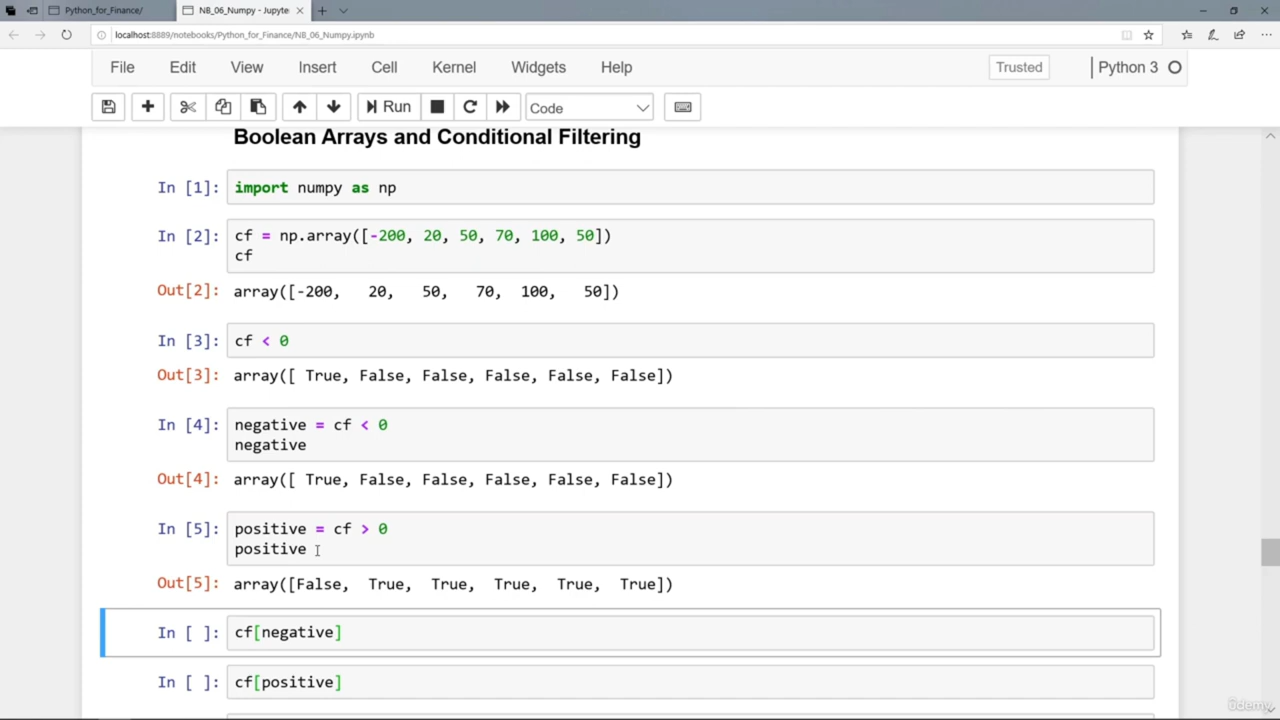 Python_for_Finance/
NB_06_Numpy - Jupyte
localhost:8889/notebooks/Python_for_Finance/NB_06_Numpy.ipynb
File Edit View Insert Cell Kernel Widgets Help Trusted Python 3
Run Code
Boolean Arrays and Conditional Filtering
In [1]: import numpy as np
In [2]: cf = np.array([-200, 20, 50, 70, 100, 50])
cf
Out[2]: array([-200,   20,   50,   70,  100,   50])
In [3]: cf < 0
Out[3]: array([ True, False, False, False, False, False])
In [4]: negative = cf < 0
negative
Out[4]: array([ True, False, False, False, False, False])
In [5]: positive = cf > 0
positive
Out[5]: array([False,  True,  True,  True,  True,  True])
In [ ]: cf[negative]
In [ ]: cf[positive]
ûdemy